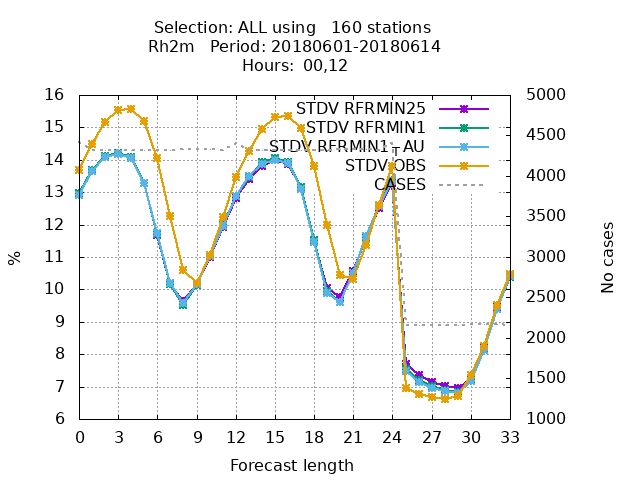 Selection: ALL using   160 stations
Rh2m   Period: 20180601-20180614
Hours: 00,12
16 15 14 13 12 11 10 9 8 7 6
5000 4500 4000 3500 3000 2500 2000 1500 1000
STDV RFRMIN25
STDV RFRMIN1
STDV RFRMIN1_AU
STDV OBS
CASES
%
No cases
0 3 6 9 12 15 18 21 24 27 30 33
Forecast length